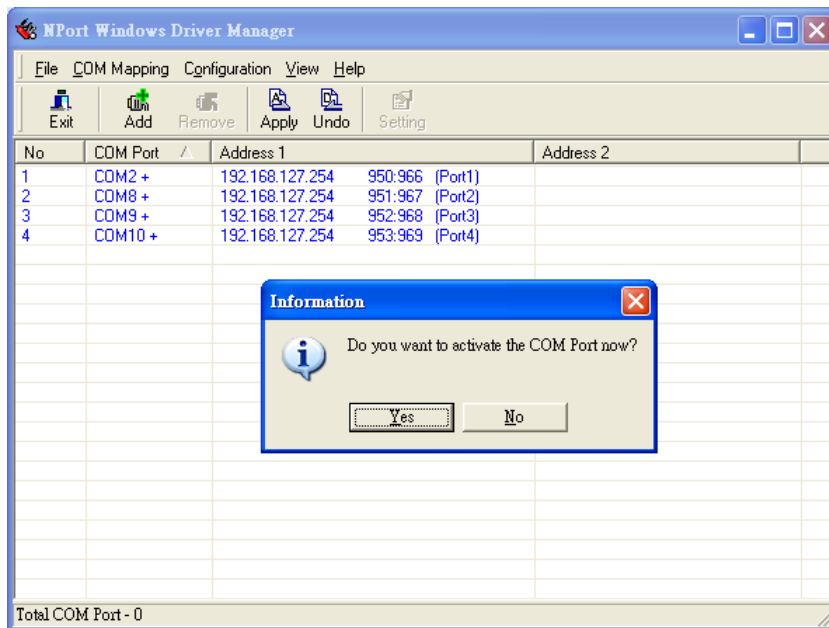 NPort Windows Driver Manager
File COM Mapping Configuration View Help
Exit Add Remove Apply Undo Setting
No COM Port Address 1 Address 2
1 COM2 + 192.168.127.254 950:966 (Port1)
2 COM8 + 192.168.127.254 951:967 (Port2)
3 COM9 + 192.168.127.254 952:968 (Port3)
4 COM10 + 192.168.127.254 953:969 (Port4)
Information
Do you want to activate the COM Port now?
Yes No
Total COM Port - 0